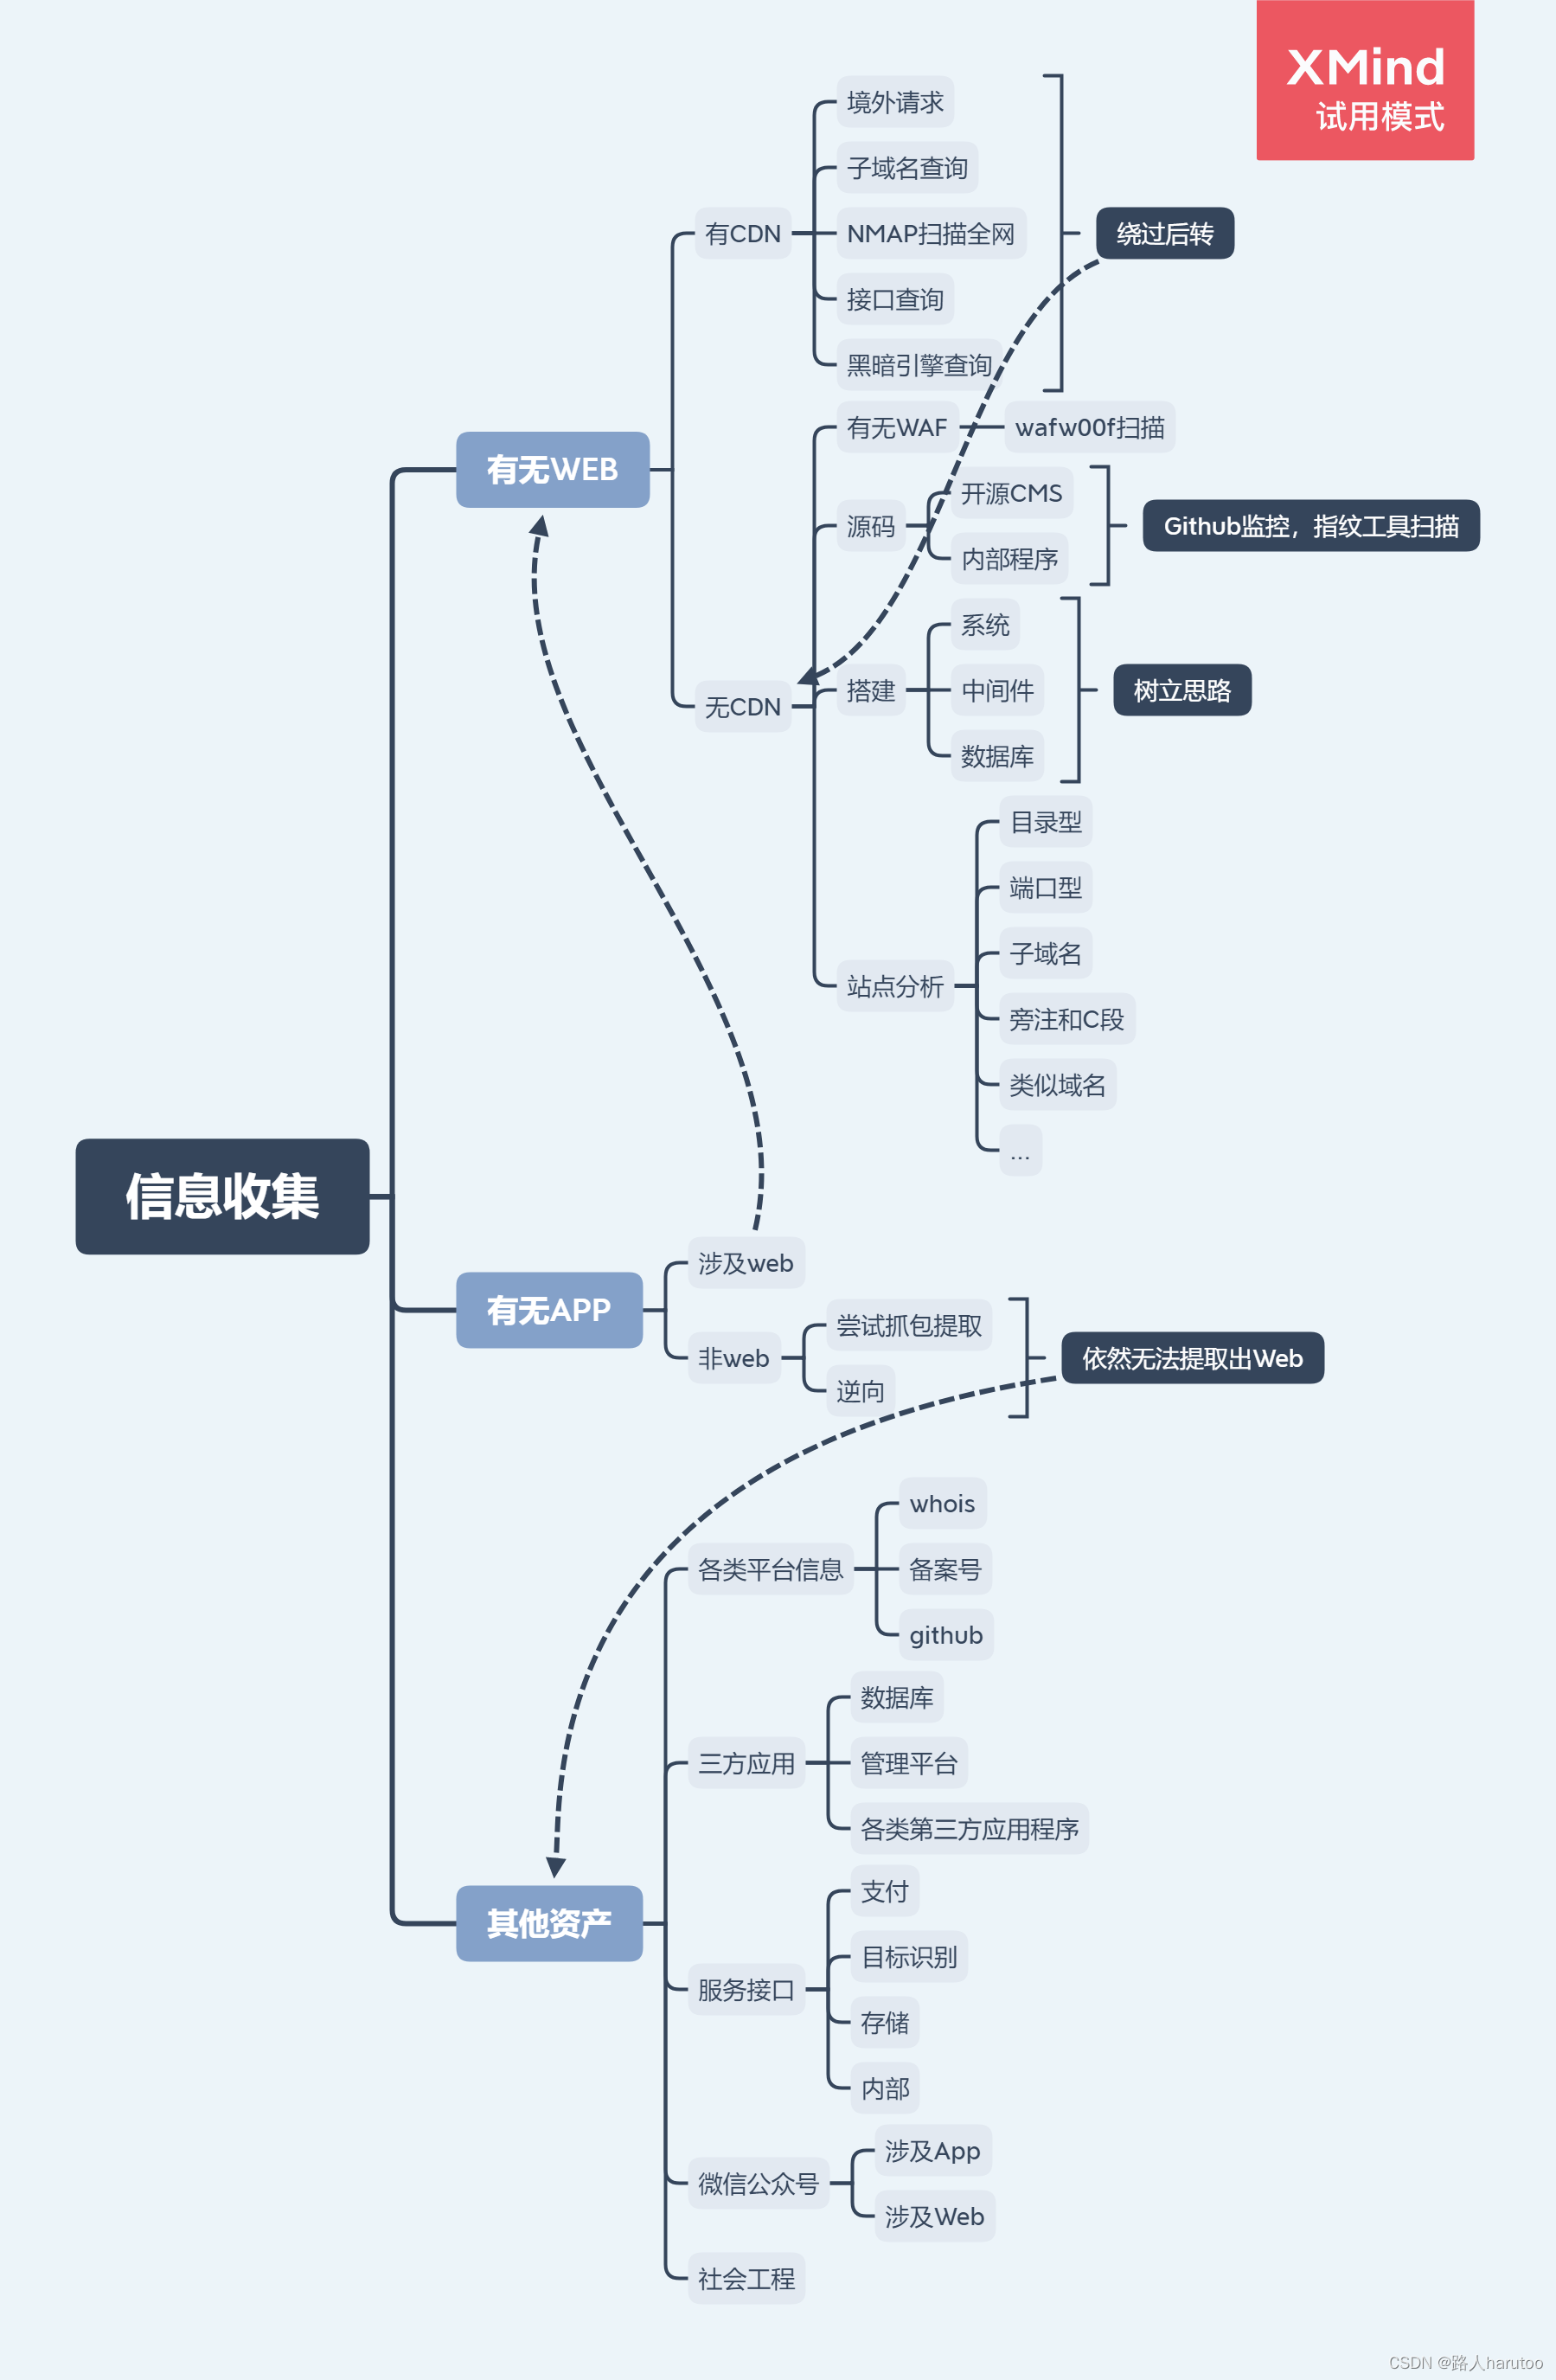 XMind
试用模式
信息收集
有无WEB
有CDN
境外请求
子域名查询
NMAP扫描全网
接口查询
黑暗引擎查询
绕过后转
无CDN
有无WAF
wafw00f扫描
源码
开源CMS
内部程序
Github监控，指纹工具扫描
搭建
系统
中间件
数据库
树立思路
站点分析
目录型
端口型
子域名
旁注和C段
类似域名
...
有无APP
涉及web
非web
尝试抓包提取
逆向
依然无法提取出Web
其他资产
各类平台信息
whois
备案号
github
三方应用
数据库
管理平台
各类第三方应用程序
服务接口
支付
目标识别
存储
内部
微信公众号
涉及App
涉及Web
社会工程
CSDN @路人harutoo